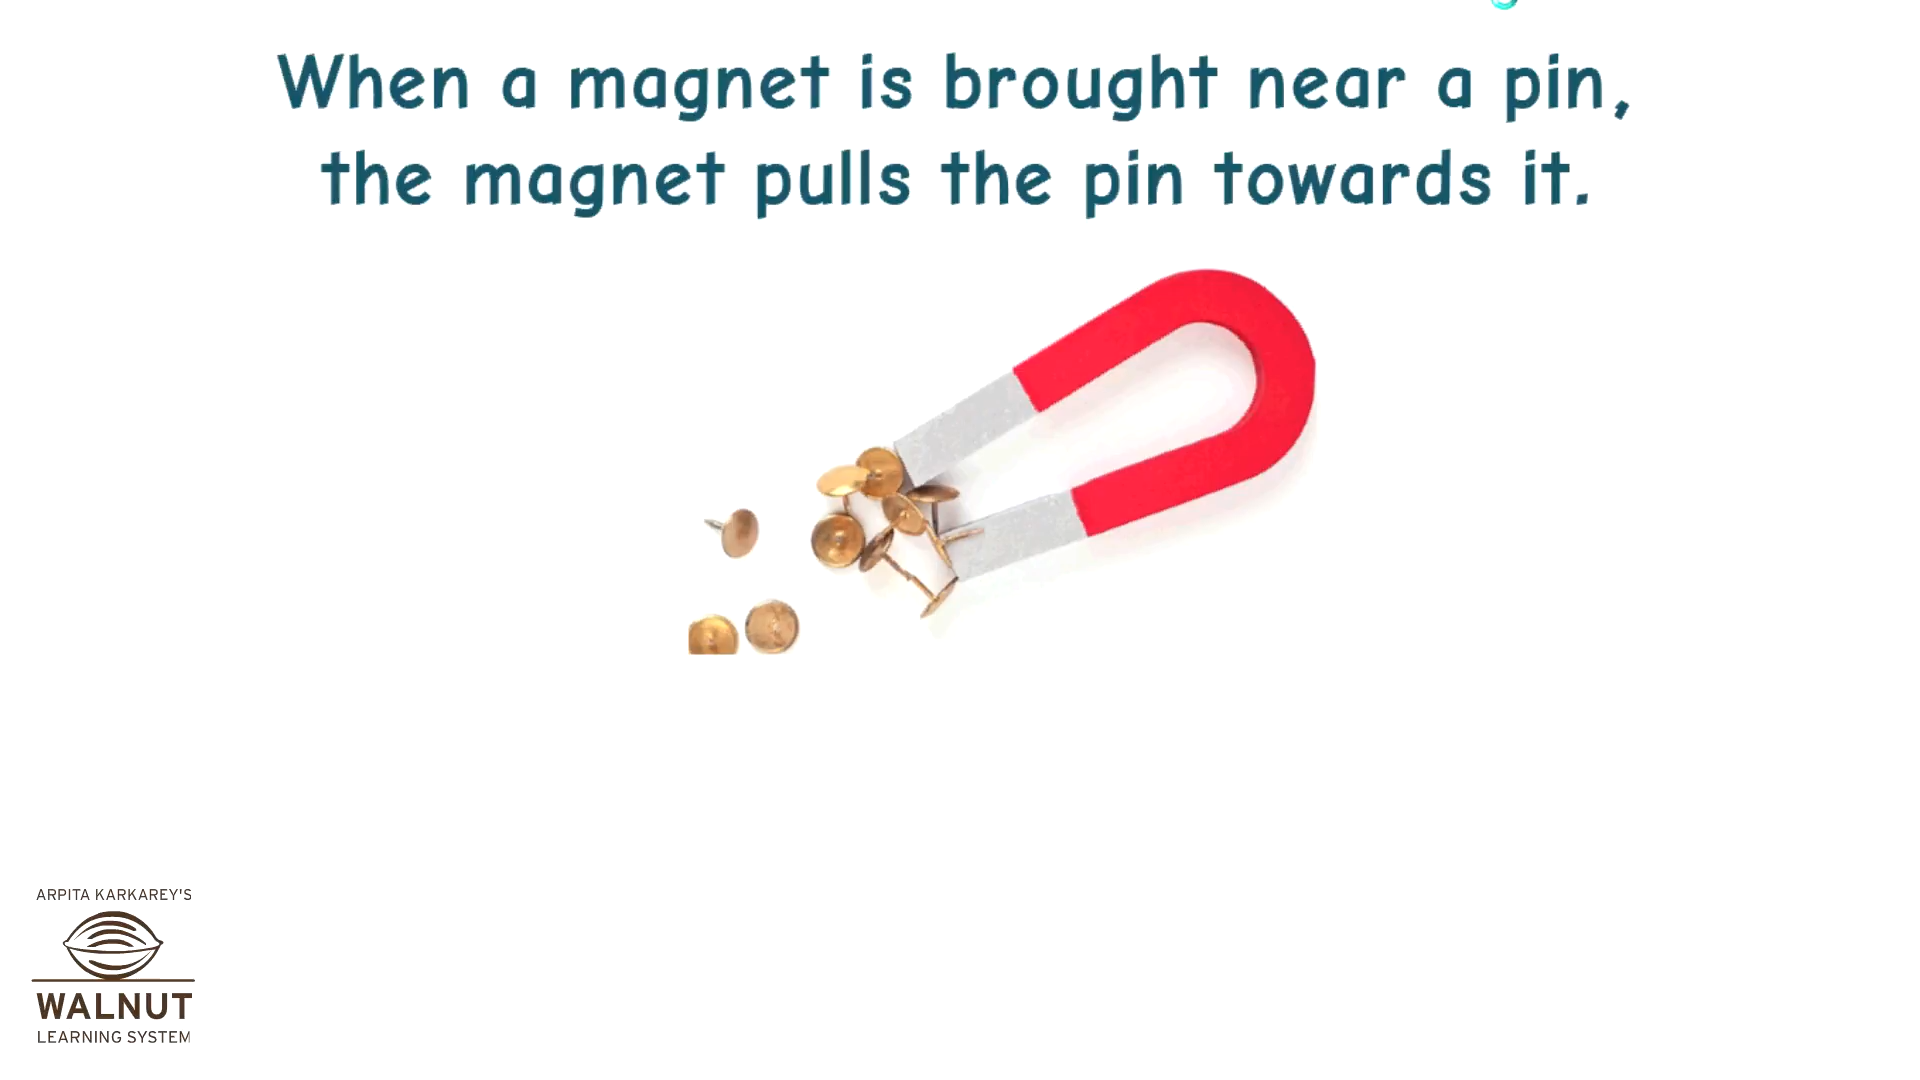 When a magnet is brought near a pin,
the magnet pulls the pin towards it.
ARPITA KARKAREY'S
WALNUT
LEARNING SYSTEM